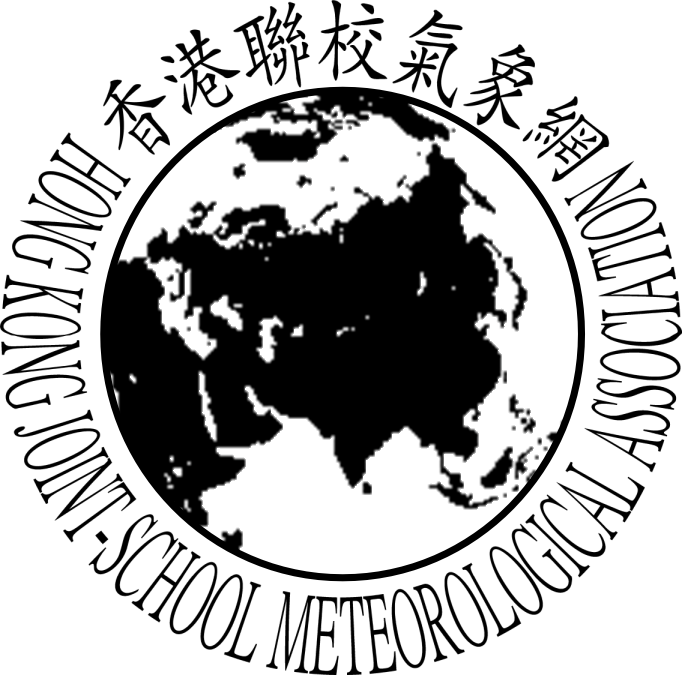 香港聯校氣象網
HONG KONG JOINT-SCHOOL METEOROLOGICAL ASSOCIATION